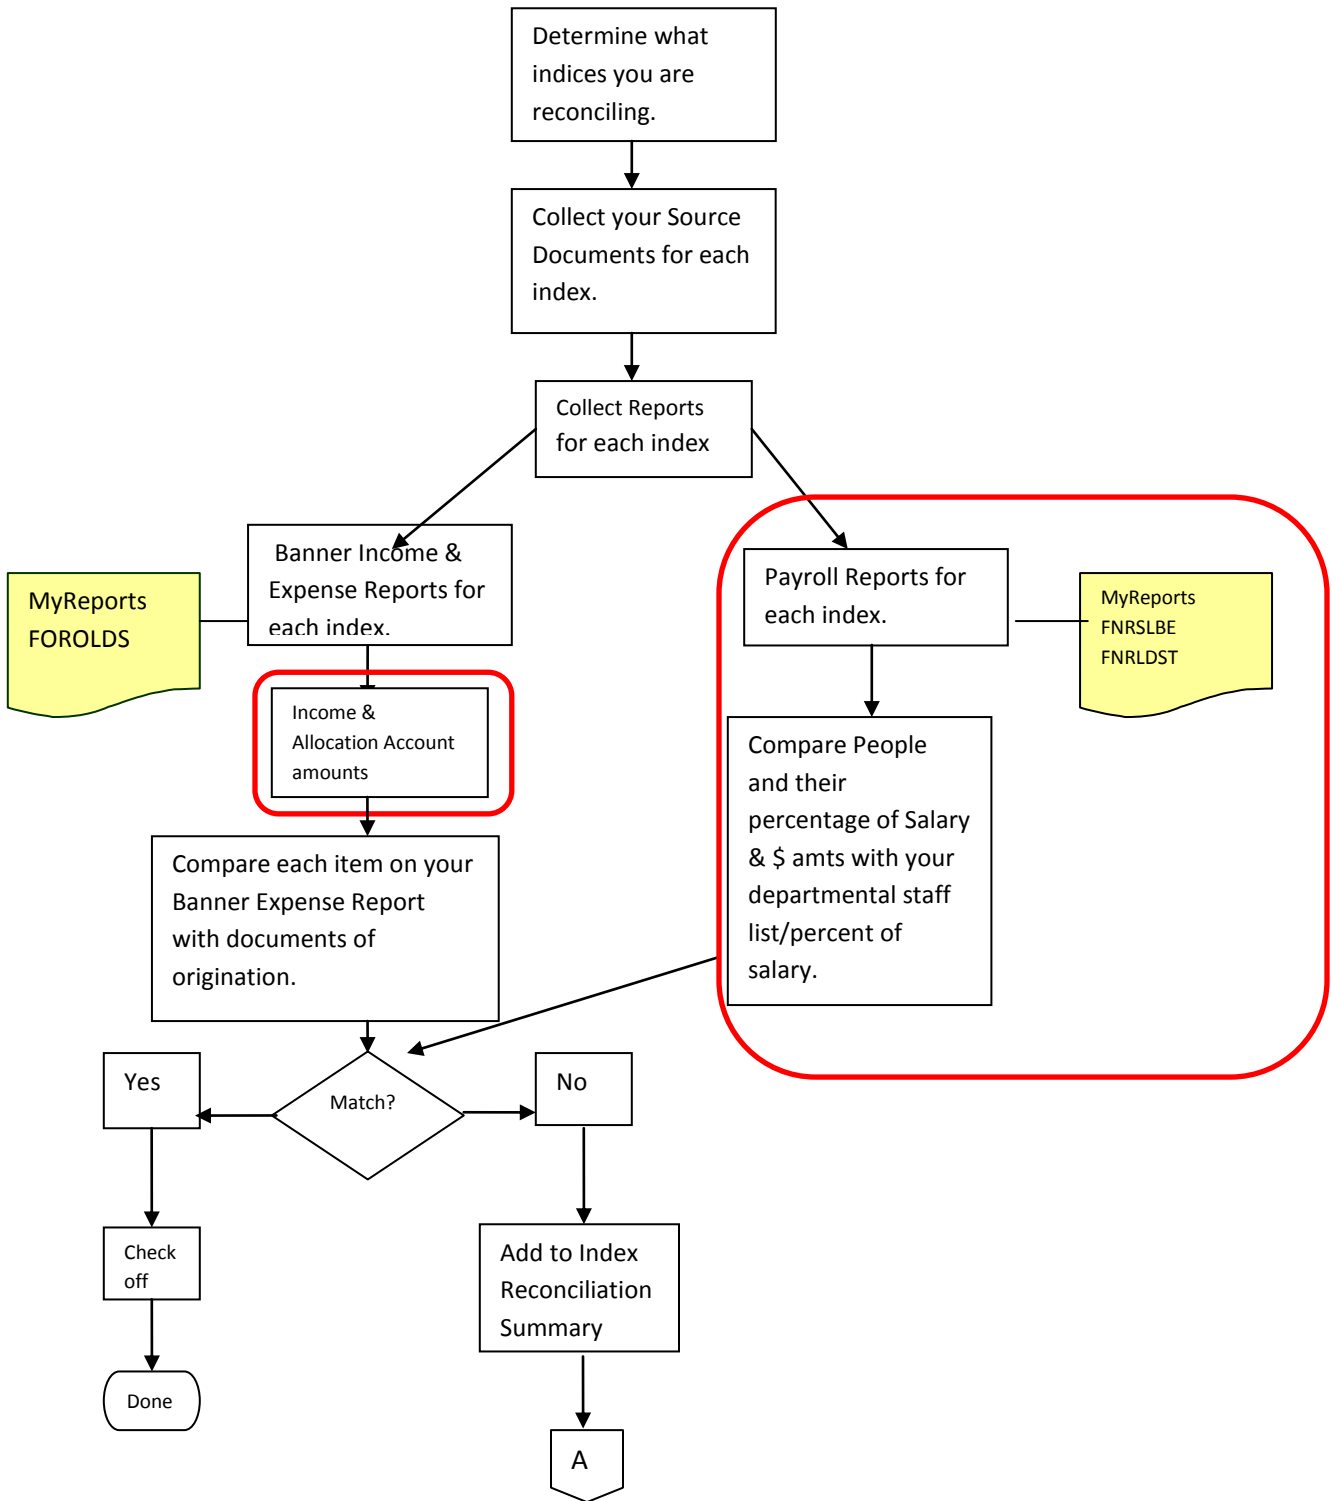 Determine what
indices you are
reconciling.
Collect your Source
Documents for each
index.
Collect Reports
for each index
Banner Income &
Expense Reports for
each index.
MyReports
FOROLDS
Payroll Reports for
each index.
MyReports
FNRSLBE
FNRLDST
Income &
Allocation Account
amounts
Compare People
and their
percentage of Salary
& $ amts with your
departmental staff
list/percent of
salary.
Compare each item on your
Banner Expense Report
with documents of
origination.
Yes
Match?
No
Check
off
Add to Index
Reconciliation
Summary
Done
A